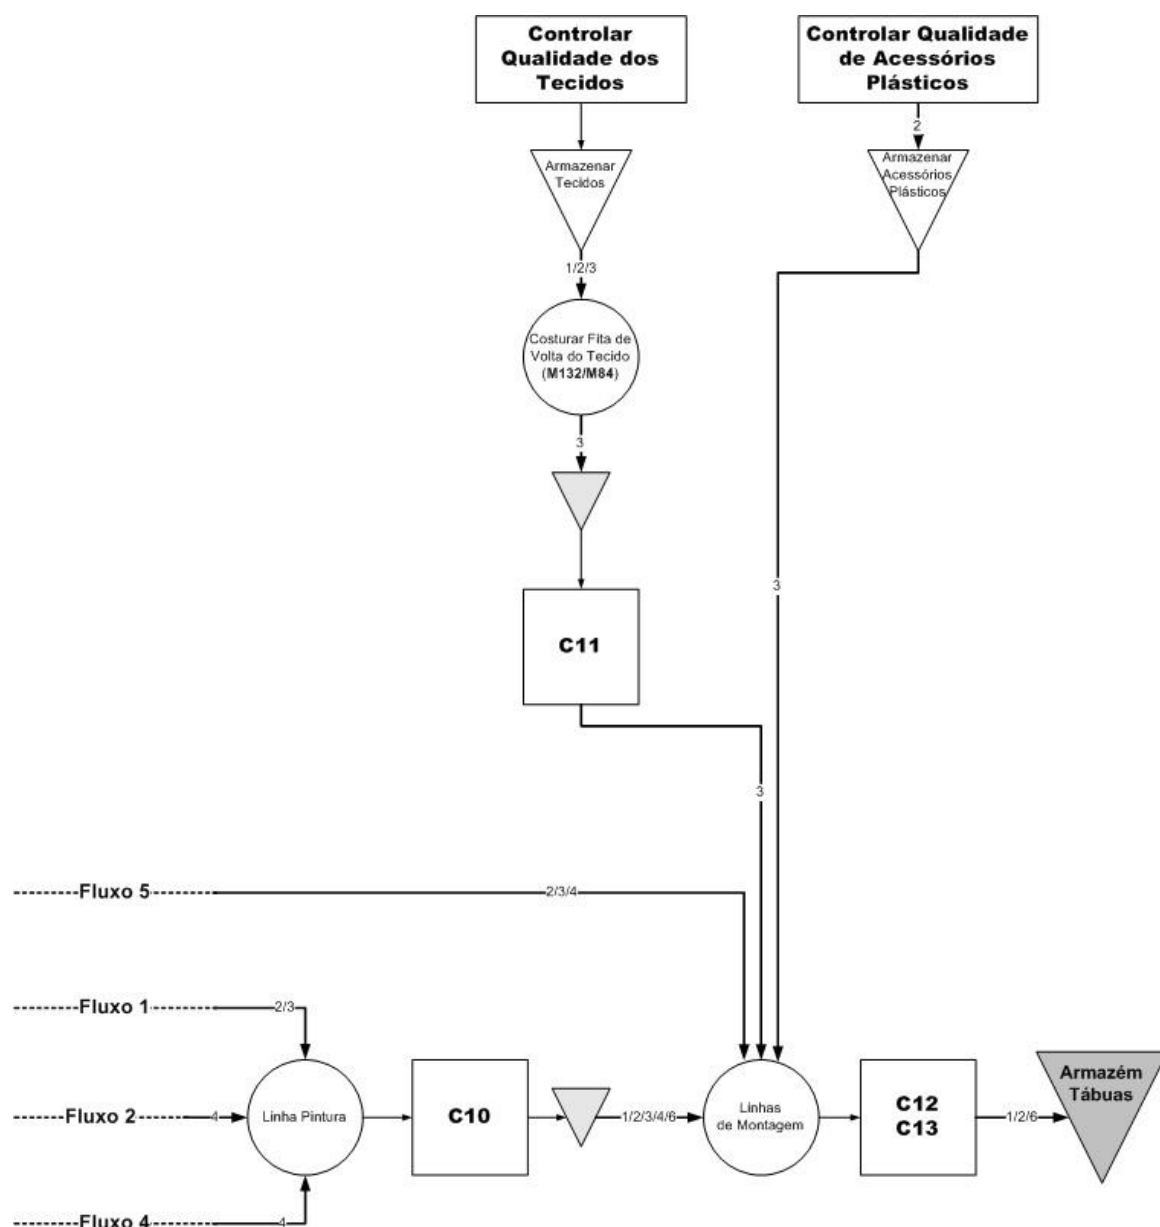 Controlar
Qualidade dos
Tecidos
Controlar Qualidade
de Acessórios
Plásticos
2
Armazenar
Tecidos
Armazenar
Acessórios
Plásticos
1/2/3
Costurar Fita de
Volta do Tecido
(M132/M84)
3
3
C11
3
Fluxo 5
2/3/4
Fluxo 1
2/3
Fluxo 2
4
Linha Pintura
C10
1/2/3/4/6
Linhas
de Montagem
C12
C13
1/2/6
Armazém
Tábuas
Fluxo 4
4